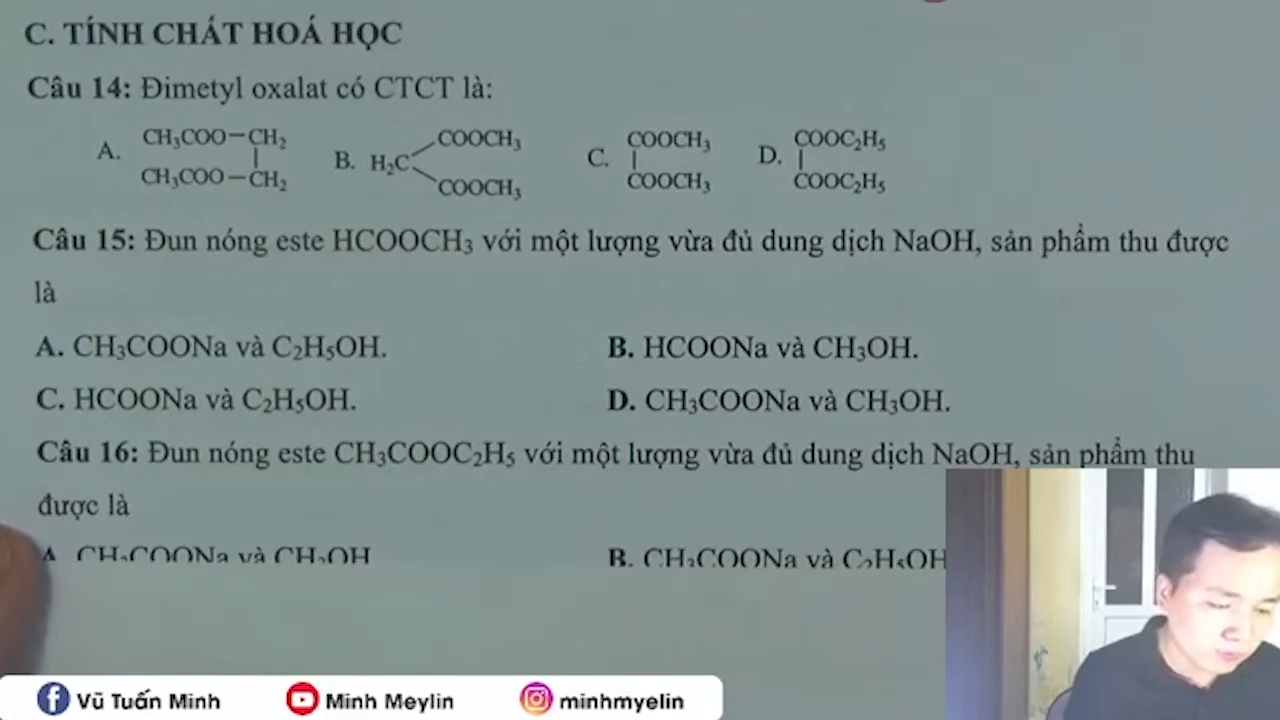 C. TÍNH CHẤT HOÁ HỌC
Câu 14: Đimetyl oxalat có CTCT là:
A. CH₃COO–CH₂ | CH₃COO–CH₂ B. H₂C COOCH₃ COOCH₃ C. COOCH₃ | COOCH₃ D. COOC₂H₅ | COOC₂H₅
Câu 15: Đun nóng este HCOOCH₃ với một lượng vừa đủ dung dịch NaOH, sản phẩm thu được
là
A. CH₃COONa và C₂H₅OH. B. HCOONa và CH₃OH.
C. HCOONa và C₂H₅OH. D. CH₃COONa và CH₃OH.
Câu 16: Đun nóng este CH₃COOC₂H₅ với một lượng vừa đủ dung dịch NaOH, sản phẩm thu
được là
A CH₃COONa và CH₃OH B. CH₃COONa và C₂H₅OH
Vũ Tuấn Minh Minh Meylin minhmyelin